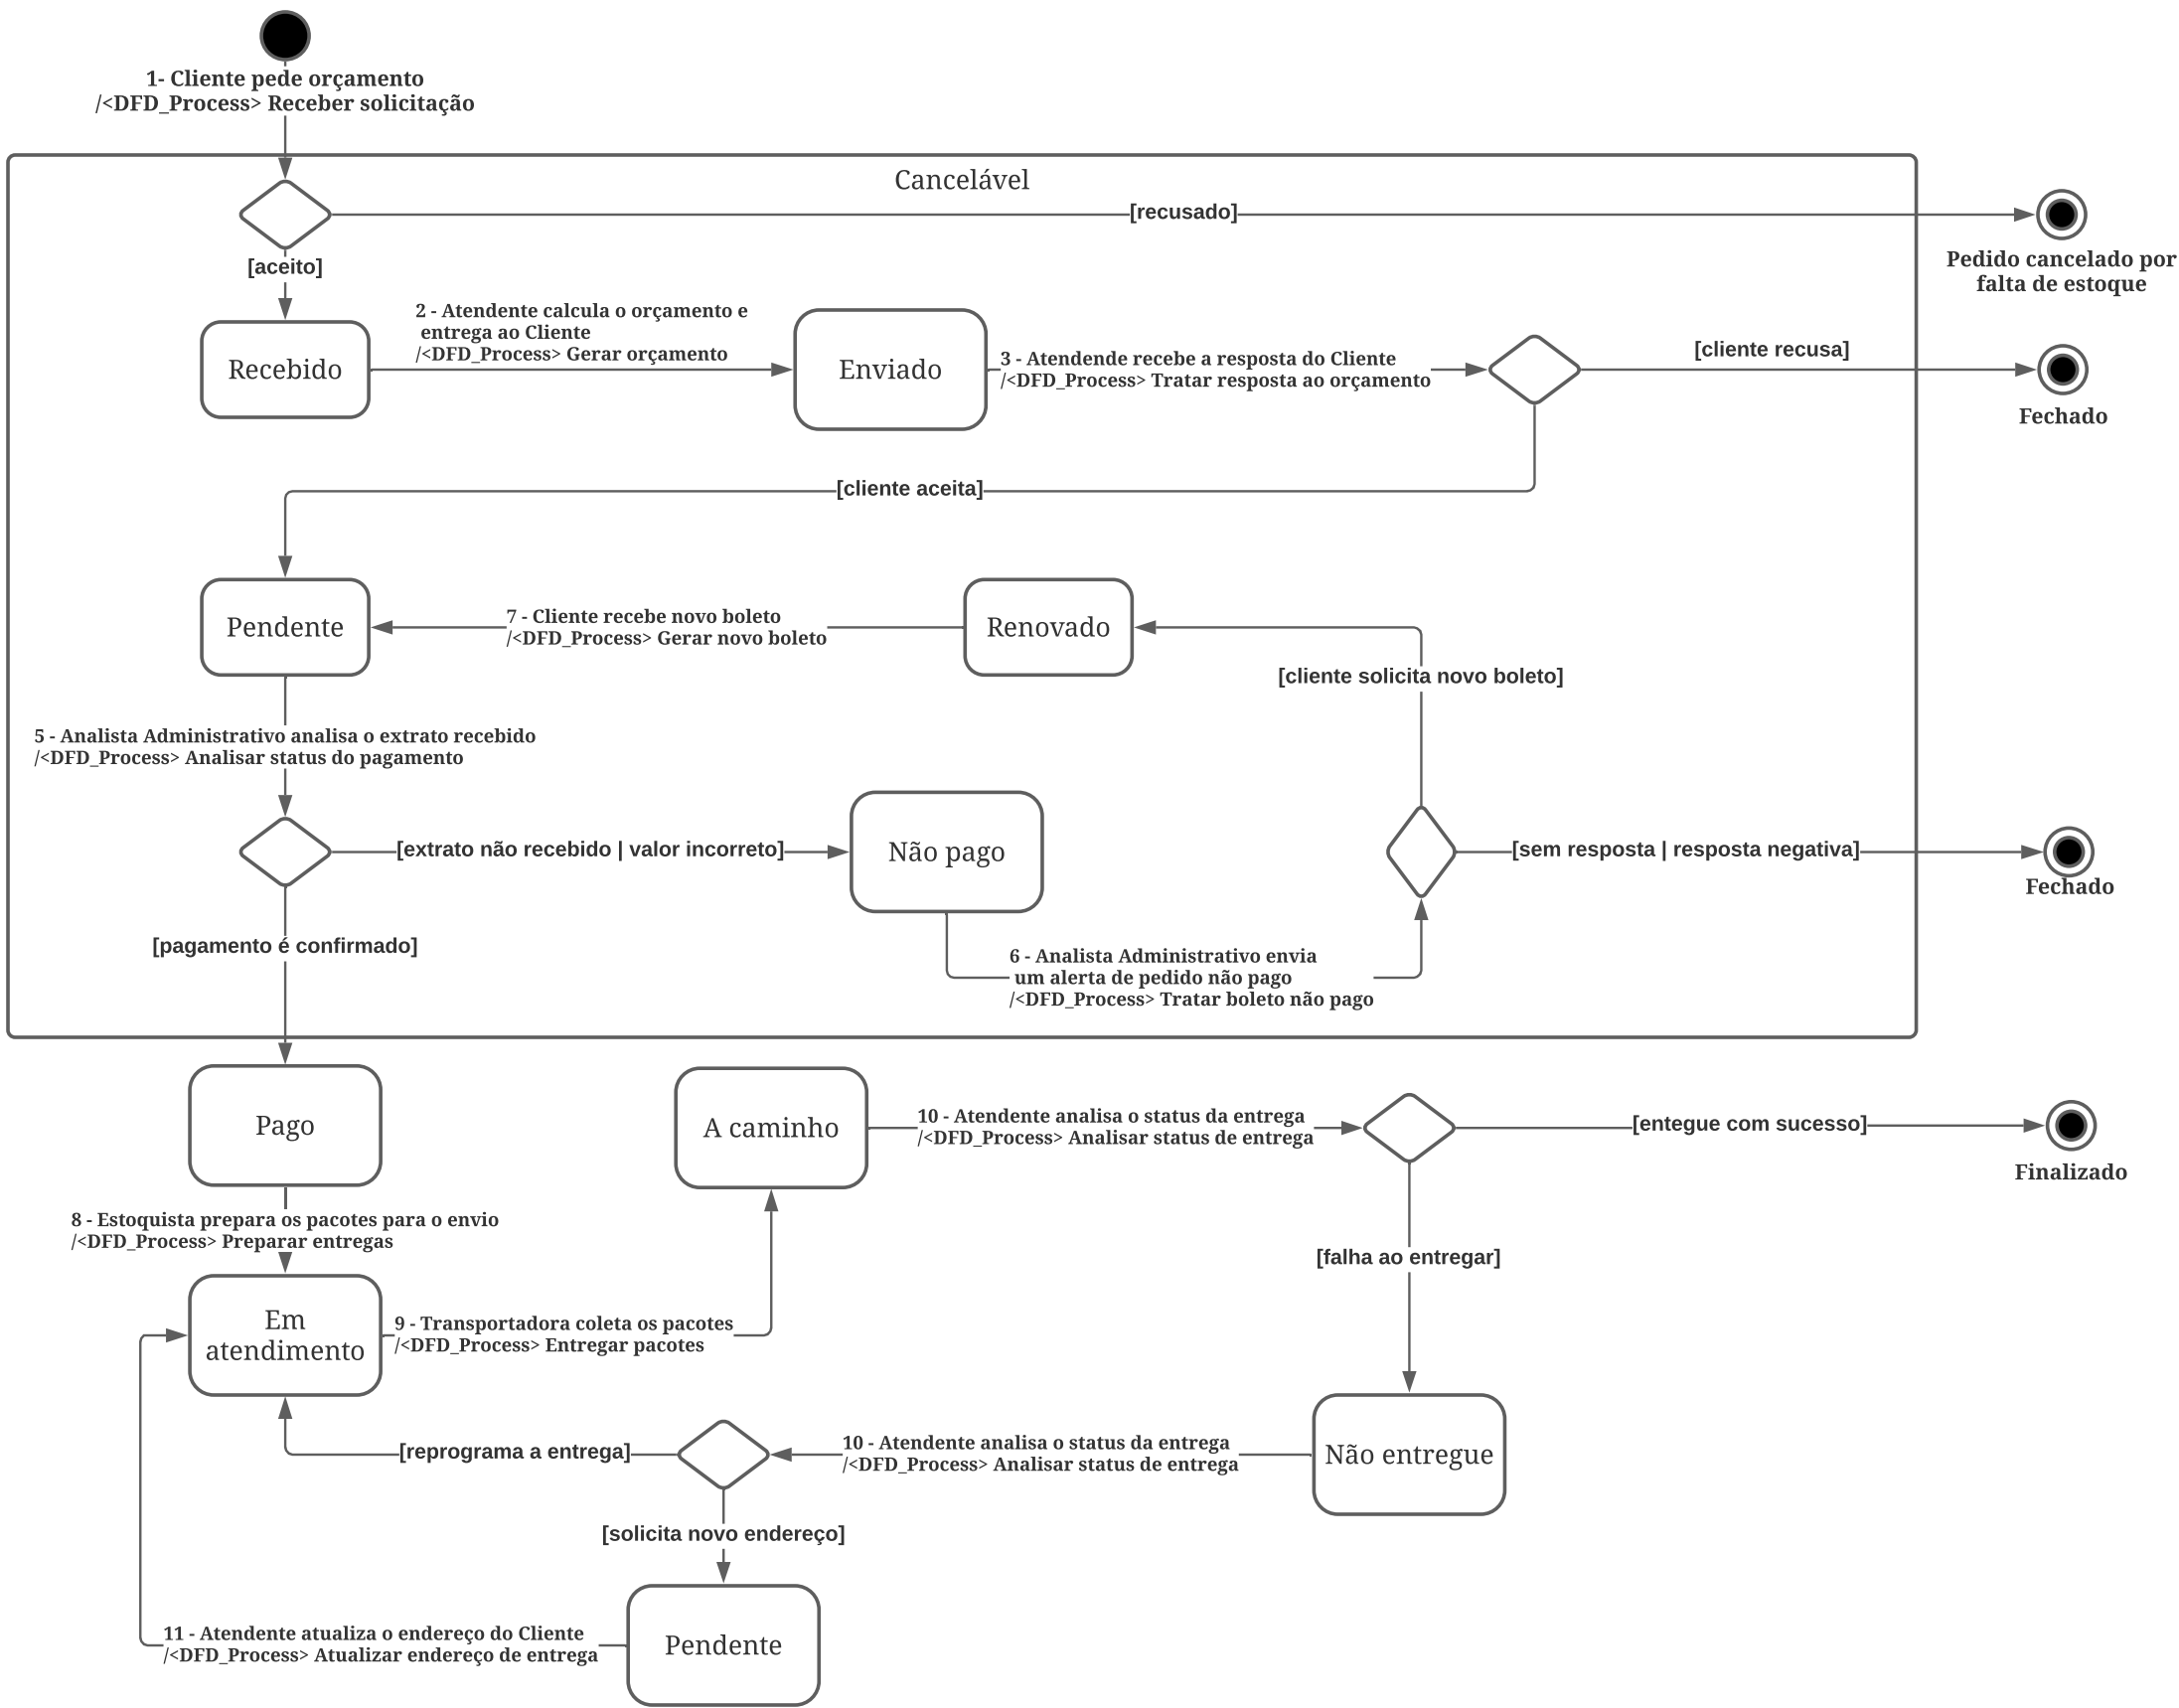 1- Cliente pede orçamento
/<DFD_Process> Receber solicitação
Cancelável
[recusado]
Pedido cancelado por
falta de estoque
[aceito]
Recebido
2 - Atendente calcula o orçamento e
entrega ao Cliente
/<DFD_Process> Gerar orçamento
Enviado
3 - Atendende recebe a resposta do Cliente
/<DFD_Process> Tratar resposta ao orçamento
[cliente recusa]
Fechado
[cliente aceita]
Pendente
7 - Cliente recebe novo boleto
/<DFD_Process> Gerar novo boleto
Renovado
[cliente solicita novo boleto]
5 - Analista Administrativo analisa o extrato recebido
/<DFD_Process> Analisar status do pagamento
[extrato não recebido | valor incorreto]
Não pago
[sem resposta | resposta negativa]
Fechado
[pagamento é confirmado]
6 - Analista Administrativo envia
um alerta de pedido não pago
/<DFD_Process> Tratar boleto não pago
Pago
A caminho
10 - Atendente analisa o status da entrega
/<DFD_Process> Analisar status de entrega
[entegue com sucesso]
Finalizado
8 - Estoquista prepara os pacotes para o envio
/<DFD_Process> Preparar entregas
[falha ao entregar]
Em
atendimento
9 - Transportadora coleta os pacotes
/<DFD_Process> Entregar pacotes
[reprograma a entrega]
10 - Atendente analisa o status da entrega
/<DFD_Process> Analisar status de entrega
Não entregue
[solicita novo endereço]
11 - Atendente atualiza o endereço do Cliente
/<DFD_Process> Atualizar endereço de entrega
Pendente